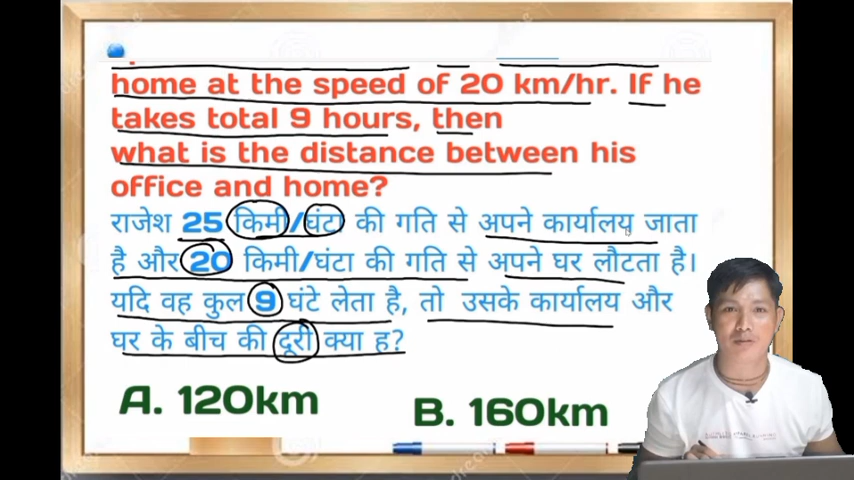 home at the speed of 20 km/hr. If he
takes total 9 hours, then
what is the distance between his
office and home?
राजेश 25 किमी/घंटा की गति से अपने कार्यालय जाता
है और 20 किमी/घंटा की गति से अपने घर लौटता है।
यदि वह कुल 9 घंटे लेता है, तो उसके कार्यालय और
घर के बीच की दूरी क्या ह?
A. 120km
B. 160km